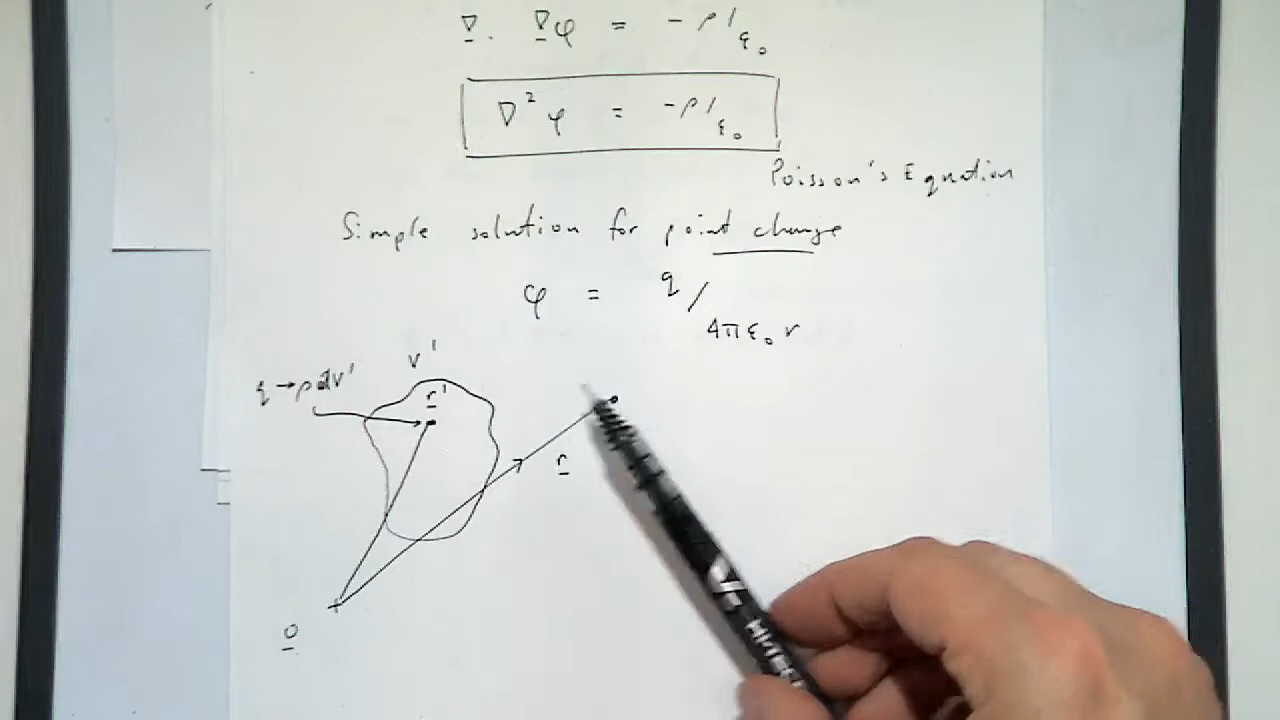 ∇ . ∇φ = - ρ/ε₀
∇²φ = -ρ/ε₀
Poisson's Equation
Simple solution for point charge
φ = q/4πε₀r
V'
q → ρdV'
r'
r
0